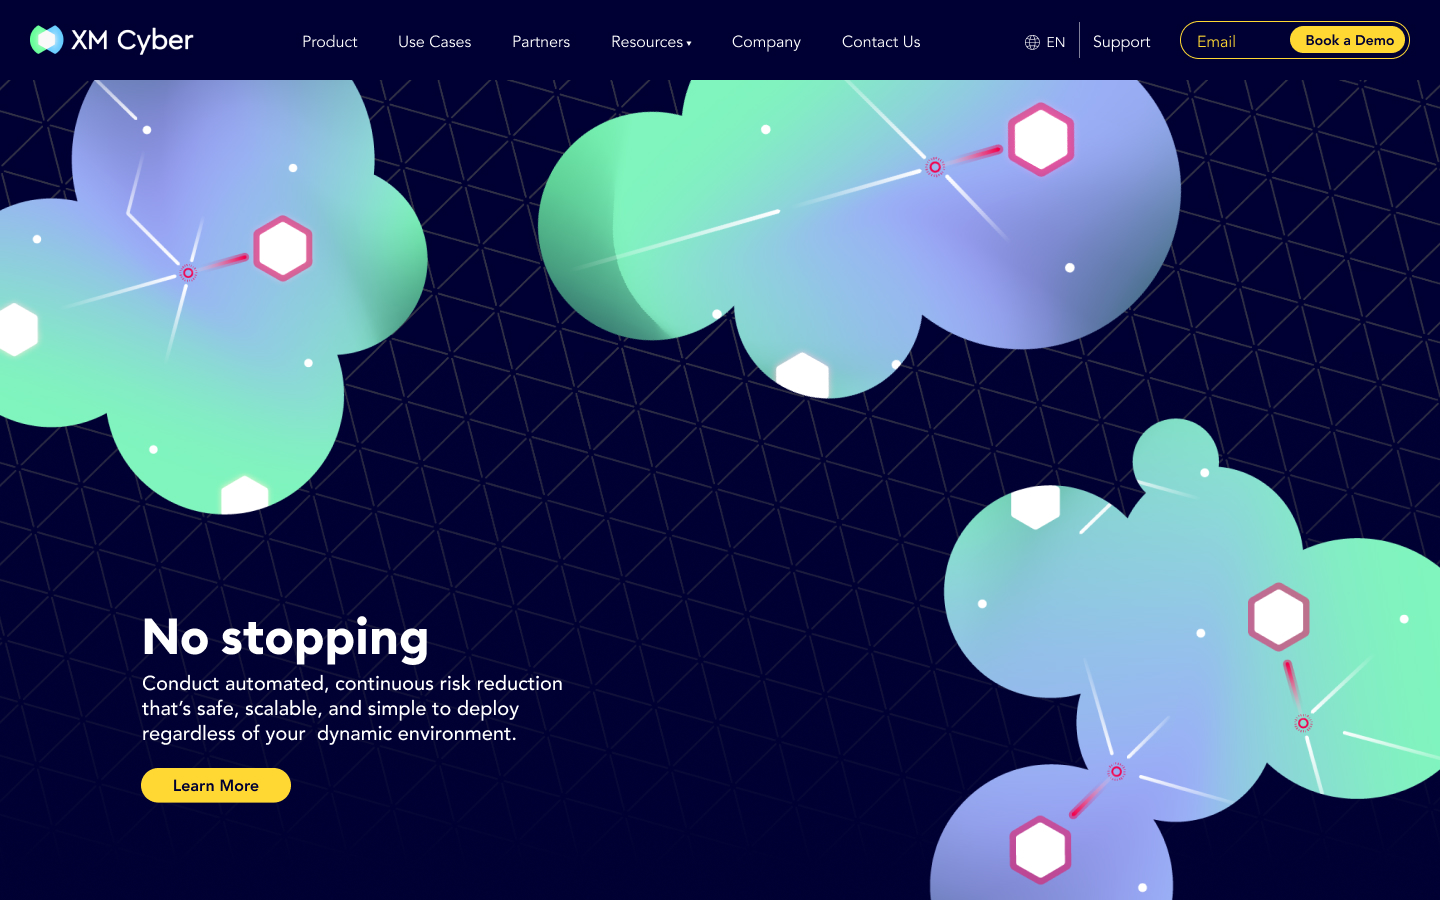 XM Cyber
Product
Use Cases
Partners
Resources ▾
Company
Contact Us
EN
Support
Email
Book a Demo
No stopping
Conduct automated, continuous risk reduction
that’s safe, scalable, and simple to deploy
regardless of your  dynamic environment.
Learn More